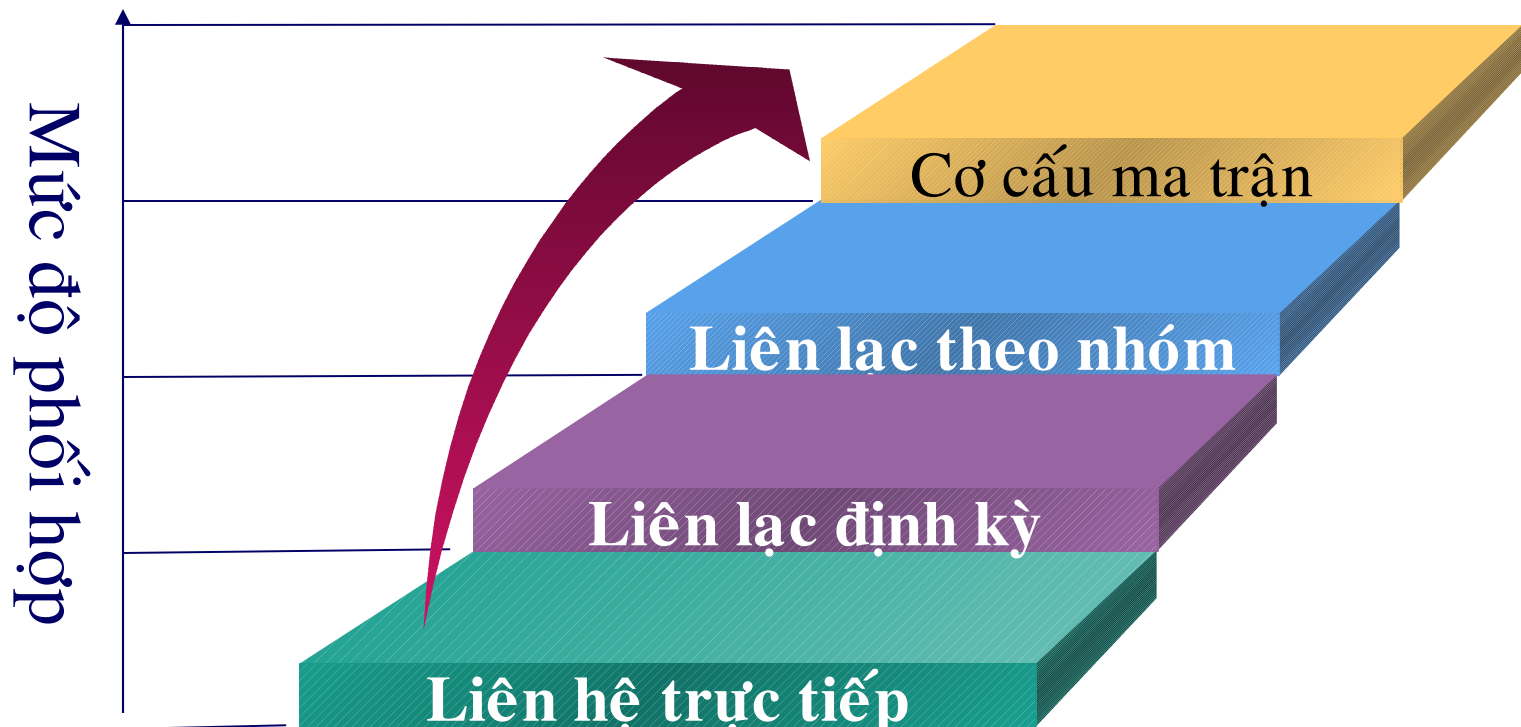 Mức độ phối hợp
Cơ cấu ma trận
Liên lạc theo nhóm
Liên lạc định kỳ
Liên hệ trực tiếp